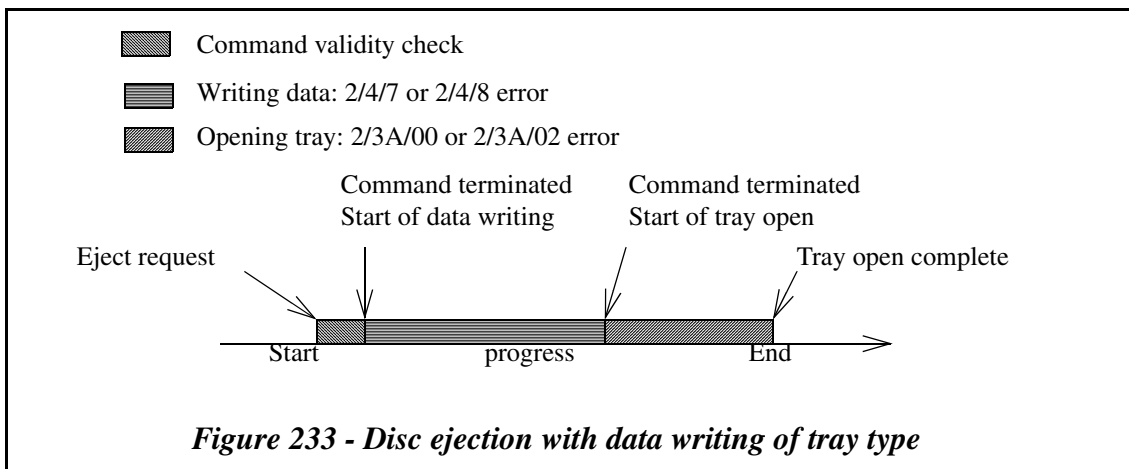 Command validity check
Writing data: 2/4/7 or 2/4/8 error
Opening tray: 2/3A/00 or 2/3A/02 error
Command terminated
Start of data writing
Command terminated
Start of tray open
Eject request
Tray open complete
Start
progress
End
Figure 233 - Disc ejection with data writing of tray type